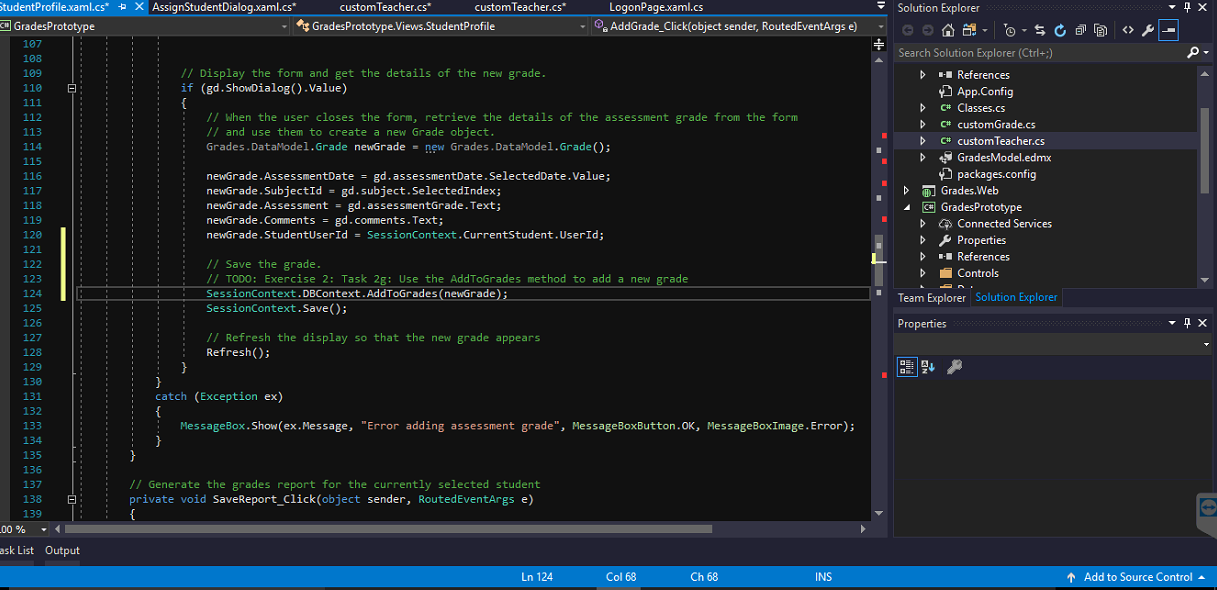 StudentProfile.xaml.cs*
AssignStudentDialog.xaml.cs*
customTeacher.cs*
customTeacher.cs*
LogonPage.xaml.cs
GradesPrototype
GradesPrototype.Views.StudentProfile
AddGrade_Click(object sender, RoutedEventArgs e)
107
108
109 // Display the form and get the details of the new grade.
110 if (gd.ShowDialog().Value)
111 {
112 // When the user closes the form, retrieve the details of the assessment grade from the form
113 // and use them to create a new Grade object.
114 Grades.DataModel.Grade newGrade = new Grades.DataModel.Grade();
115
116 newGrade.AssessmentDate = gd.assessmentDate.SelectedDate.Value;
117 newGrade.SubjectId = gd.subject.SelectedIndex;
118 newGrade.Assessment = gd.assessmentGrade.Text;
119 newGrade.Comments = gd.comments.Text;
120 newGrade.StudentUserId = SessionContext.CurrentStudent.UserId;
121
122 // Save the grade.
123 // TODO: Exercise 2: Task 2g: Use the AddToGrades method to add a new grade
124 SessionContext.DBContext.AddToGrades(newGrade);
125 SessionContext.Save();
126
127 // Refresh the display so that the new grade appears
128 Refresh();
129 }
130 }
131 catch (Exception ex)
132 {
133 MessageBox.Show(ex.Message, "Error adding assessment grade", MessageBoxButton.OK, MessageBoxImage.Error);
134 }
135 }
136
137 // Generate the grades report for the currently selected student
138 private void SaveReport_Click(object sender, RoutedEventArgs e)
139 {
.00 %
ask List
Output
Solution Explorer
Search Solution Explorer (Ctrl+;)
References
App.Config
C# Classes.cs
C# customGrade.cs
C# customTeacher.cs
GradesModel.edmx
packages.config
Grades.Web
C# GradesPrototype
Connected Services
Properties
References
Controls
Team Explorer
Solution Explorer
Properties
Ln 124
Col 68
Ch 68
INS
Add to Source Control